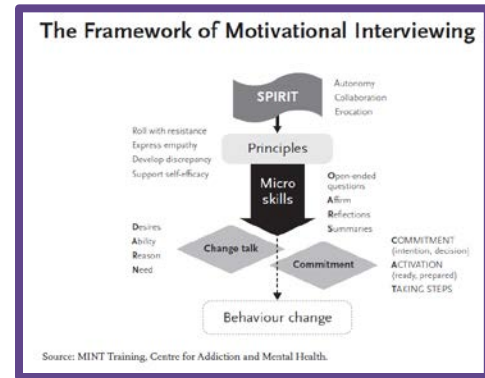 The Framework of Motivational Interviewing
SPIRIT
Autonomy
Collaboration
Evocation
Roll with resistance
Express empathy
Develop discrepancy
Support self-efficacy
Principles
Micro
skills
Open-ended
questions
Affirm
Reflections
Summaries
Desires
Ability
Reason
Need
Change talk
Commitment
COMMITMENT
(intention, decision)
ACTIVATION
(ready, prepared)
TAKING STEPS
Behaviour change
Source: MINT Training, Centre for Addiction and Mental Health.